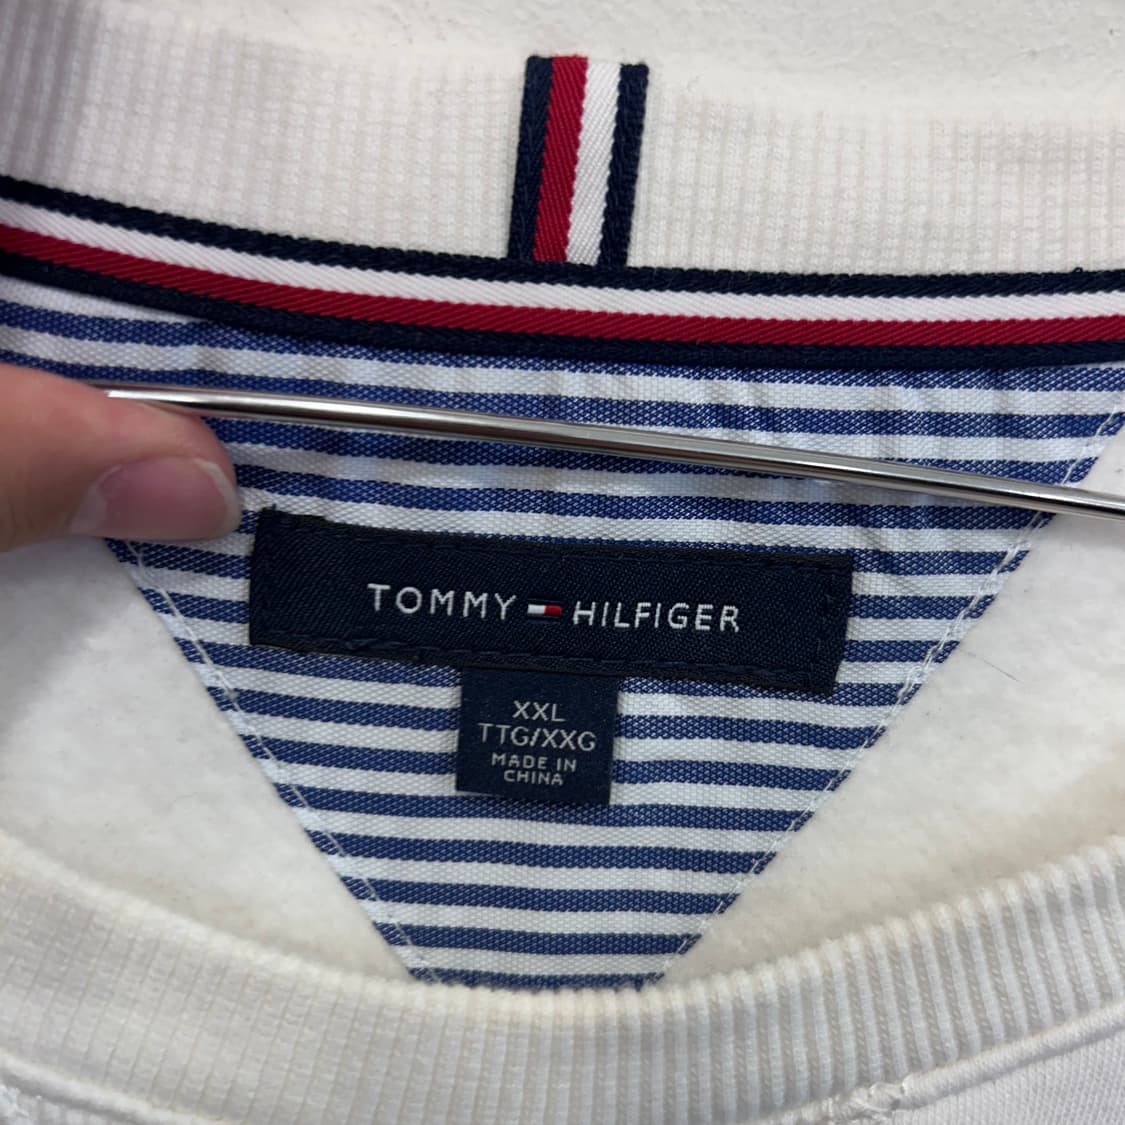 TOMMY HILFIGER
XXL
TTG/XXG
MADE IN
CHINA